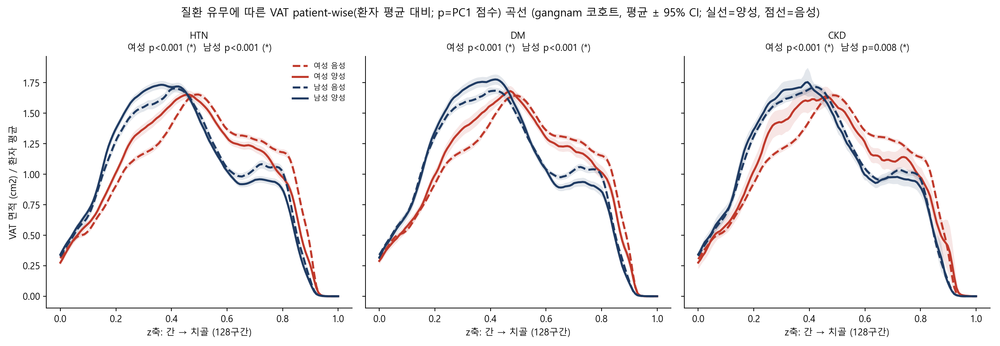 질환 유무에 따른 VAT patient-wise(환자 평균 대비; p=PC1 점수) 곡선 (gangnam 코호트, 평균 ± 95% CI; 실선=양성, 점선=음성)
HTN
여성 p<0.001 (*) 남성 p<0.001 (*)
DM
여성 p<0.001 (*) 남성 p<0.001 (*)
CKD
여성 p<0.001 (*) 남성 p=0.008 (*)
여성 음성
여성 양성
남성 음성
남성 양성
VAT 면적 (cm2) / 환자 평균
1.75
1.50
1.25
1.00
0.75
0.50
0.25
0.00
0.0 0.2 0.4 0.6 0.8 1.0
0.0 0.2 0.4 0.6 0.8 1.0
0.0 0.2 0.4 0.6 0.8 1.0
z축: 간 → 치골 (128구간)
z축: 간 → 치골 (128구간)
z축: 간 → 치골 (128구간)